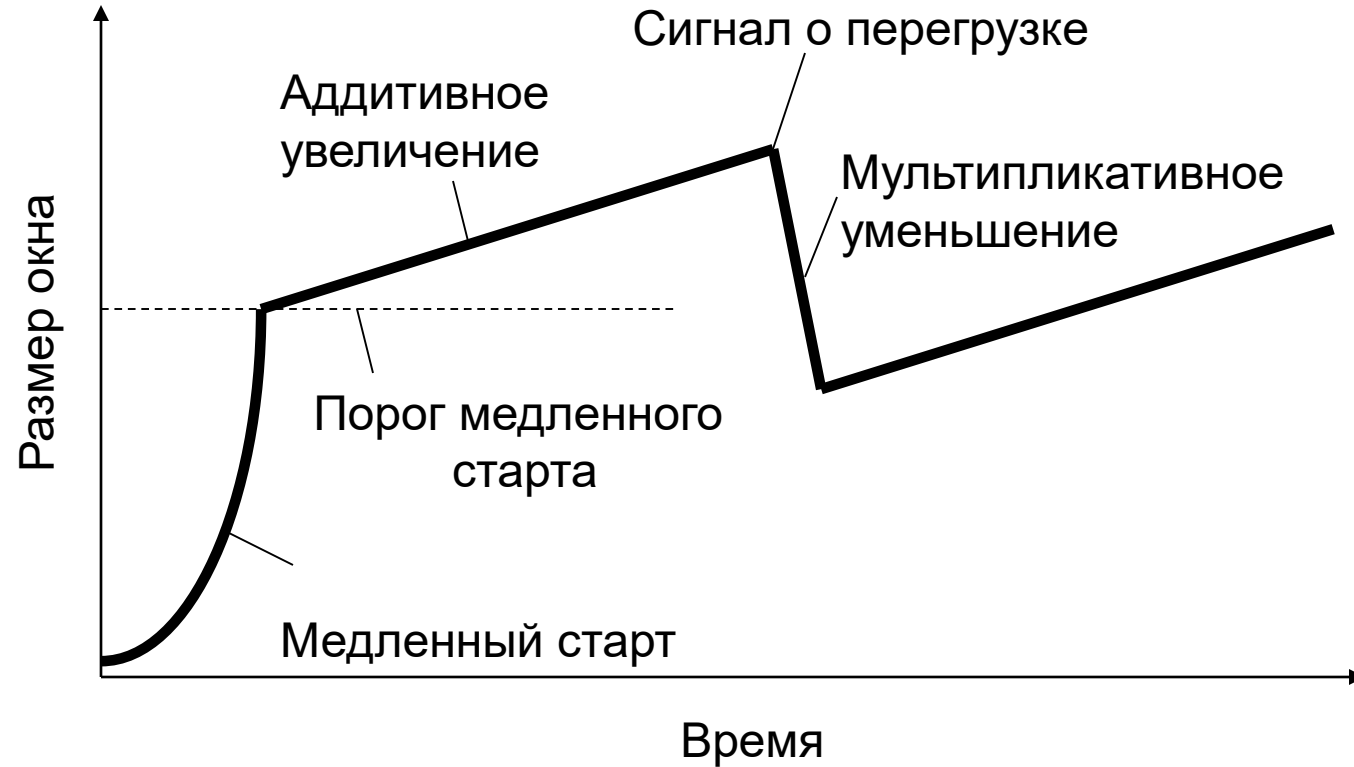 Сигнал о перегрузке
Аддитивное
увеличение
Мультипликативное
уменьшение
Размер окна
Порог медленного
старта
Медленный старт
Время